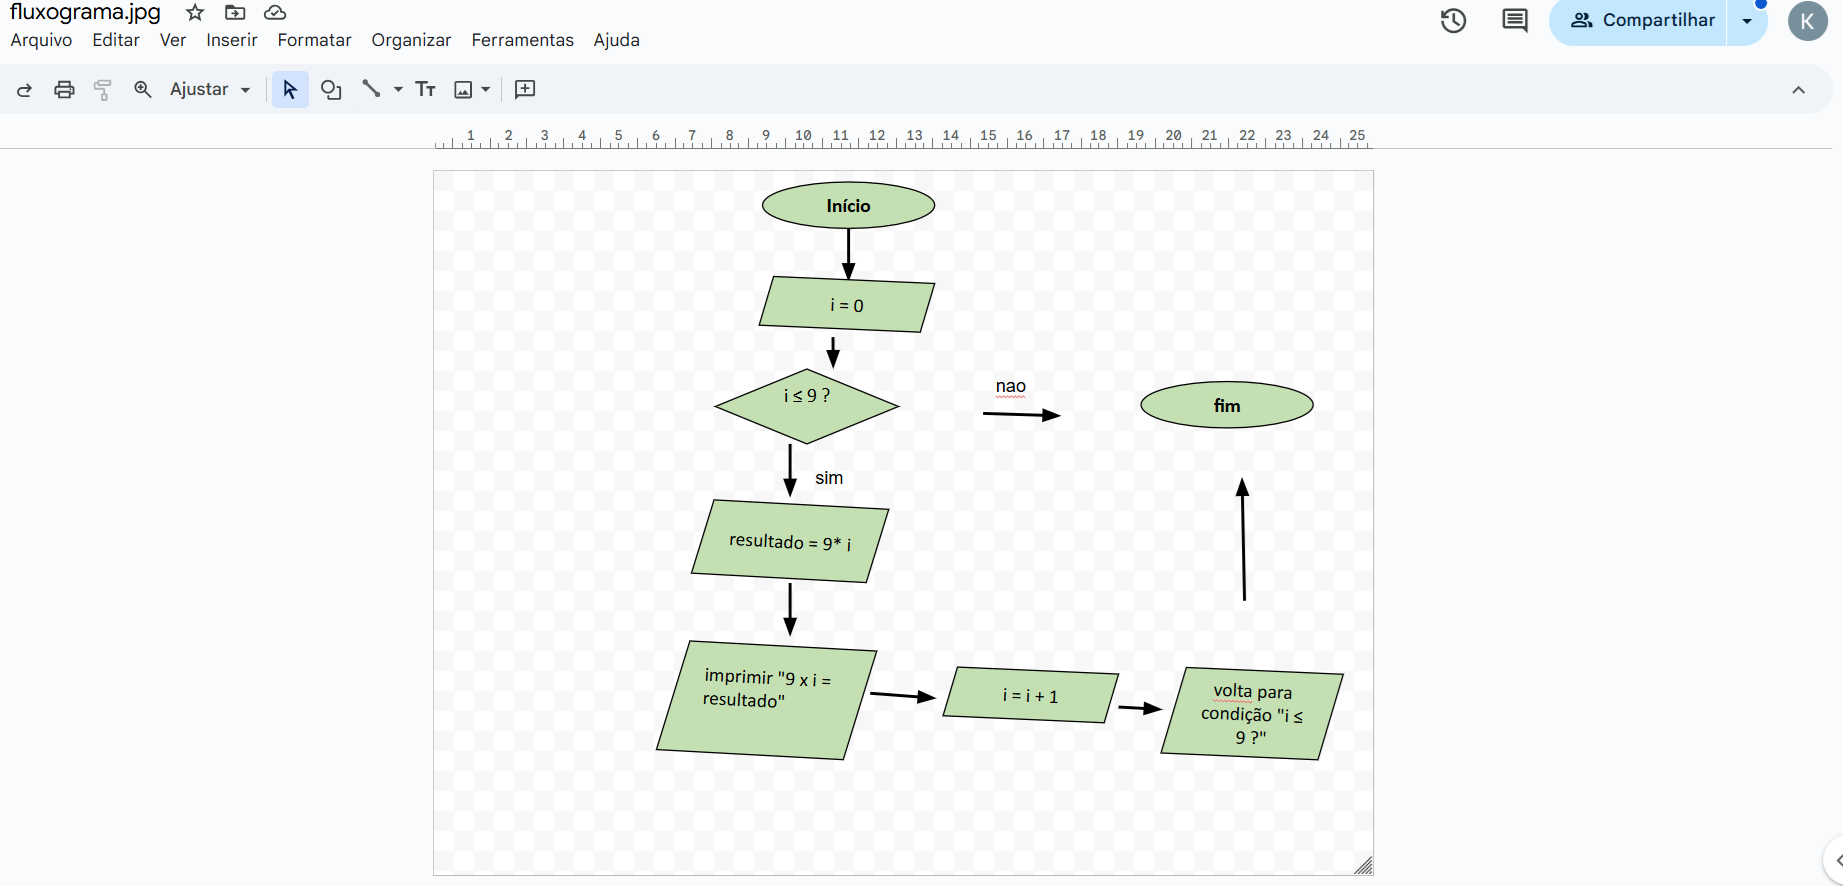 fluxograma.jpg
Arquivo Editar Ver Inserir Formatar Organizar Ferramentas Ajuda
Compartilhar
K
Ajustar
Tт
1 2 3 4 5 6 7 8 9 10 11 12 13 14 15 16 17 18 19 20 21 22 23 24 25
Início
i = 0
i ≤ 9 ?
nao
fim
sim
resultado = 9* i
imprimir "9 x i =
resultado"
i = i + 1
volta para
condição "i ≤
9 ?"